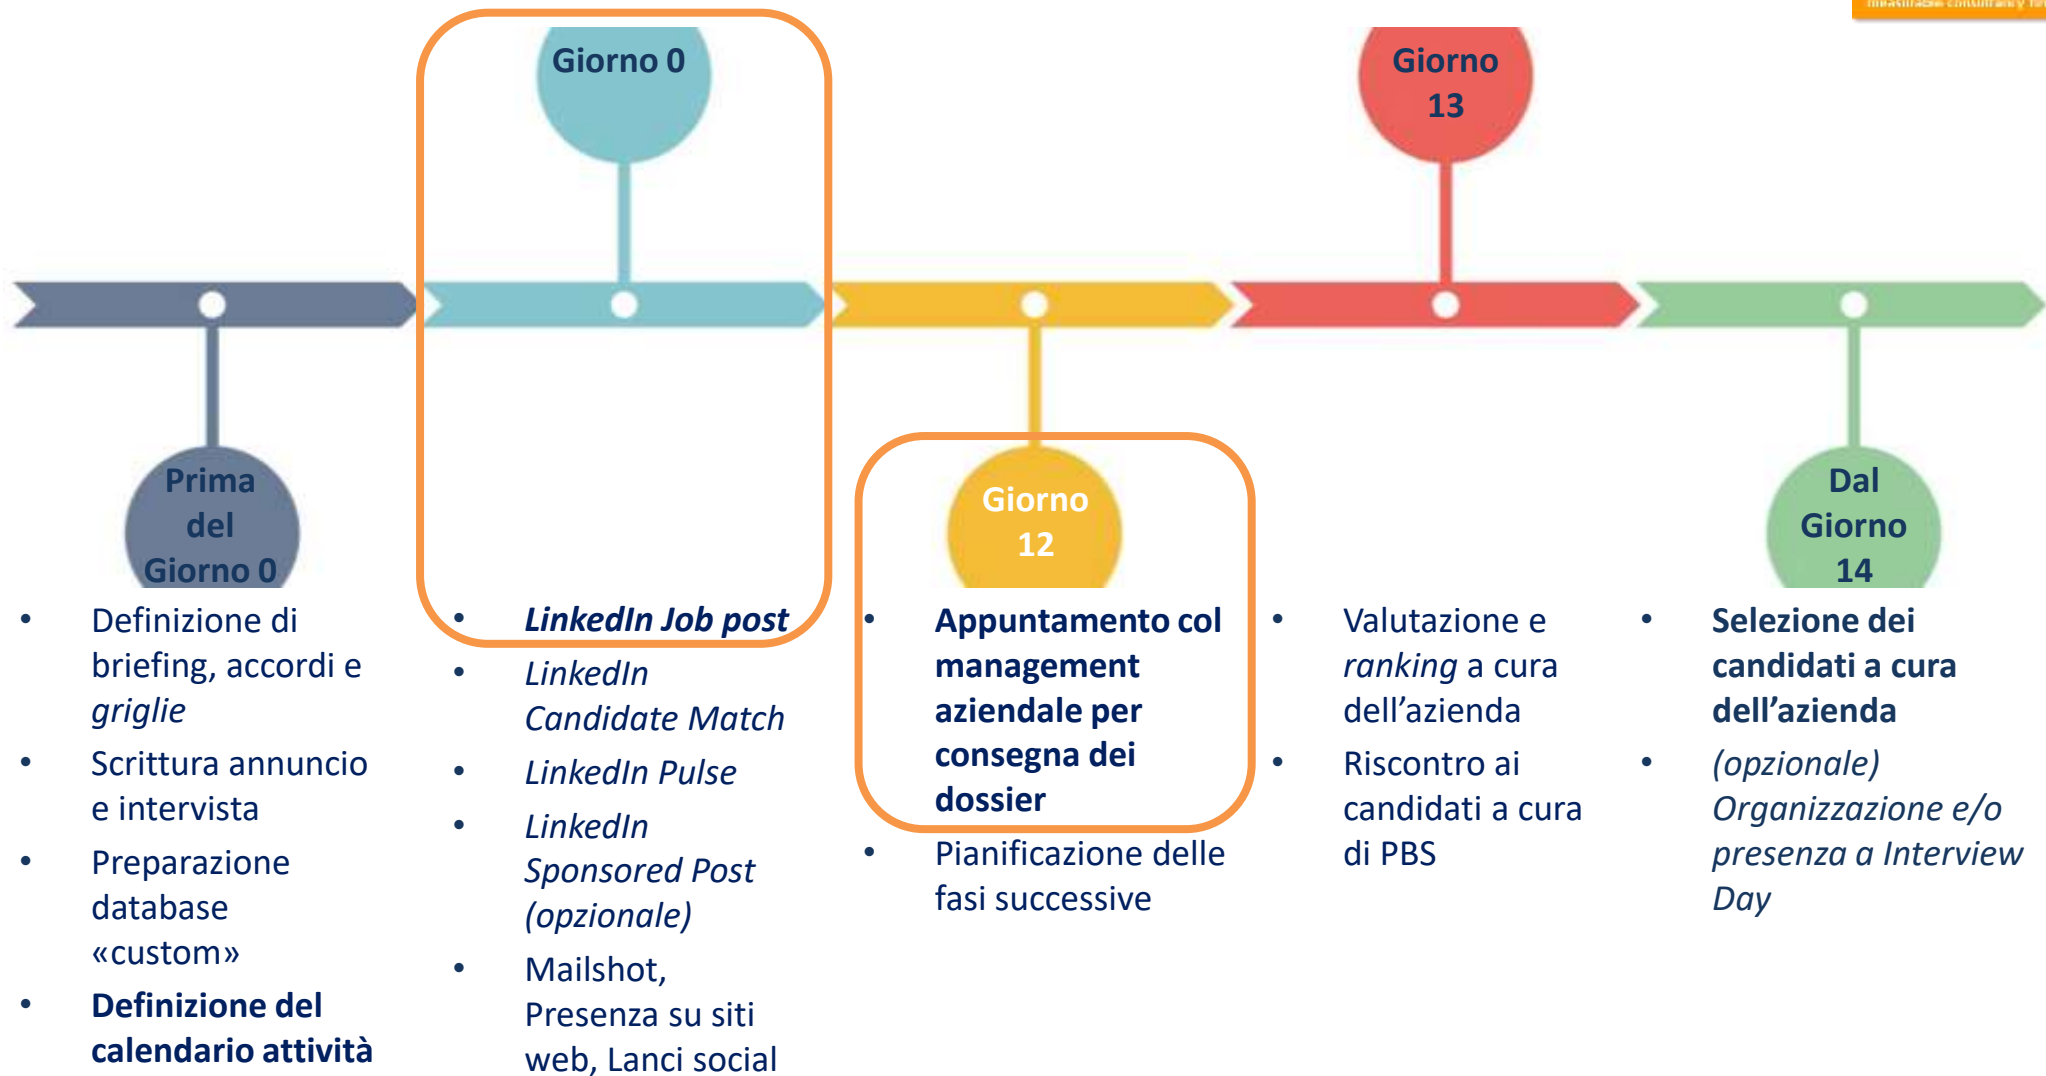 measurable consultancy firm
Giorno 0
Giorno
13
Prima
del
Giorno 0
Giorno
12
Dal
Giorno
14
• Definizione di
briefing, accordi e
griglie
• Scrittura annuncio
e intervista
• Preparazione
database
«custom»
• Definizione del
calendario attività
• LinkedIn Job post
• LinkedIn
Candidate Match
• LinkedIn Pulse
• LinkedIn
Sponsored Post
(opzionale)
• Mailshot,
Presenza su siti
web, Lanci social
• Appuntamento col
management
aziendale per
consegna dei
dossier
• Pianificazione delle
fasi successive
• Valutazione e
ranking a cura
dell’azienda
• Riscontro ai
candidati a cura
di PBS
• Selezione dei
candidati a cura
dell’azienda
• (opzionale)
Organizzazione e/o
presenza a Interview
Day